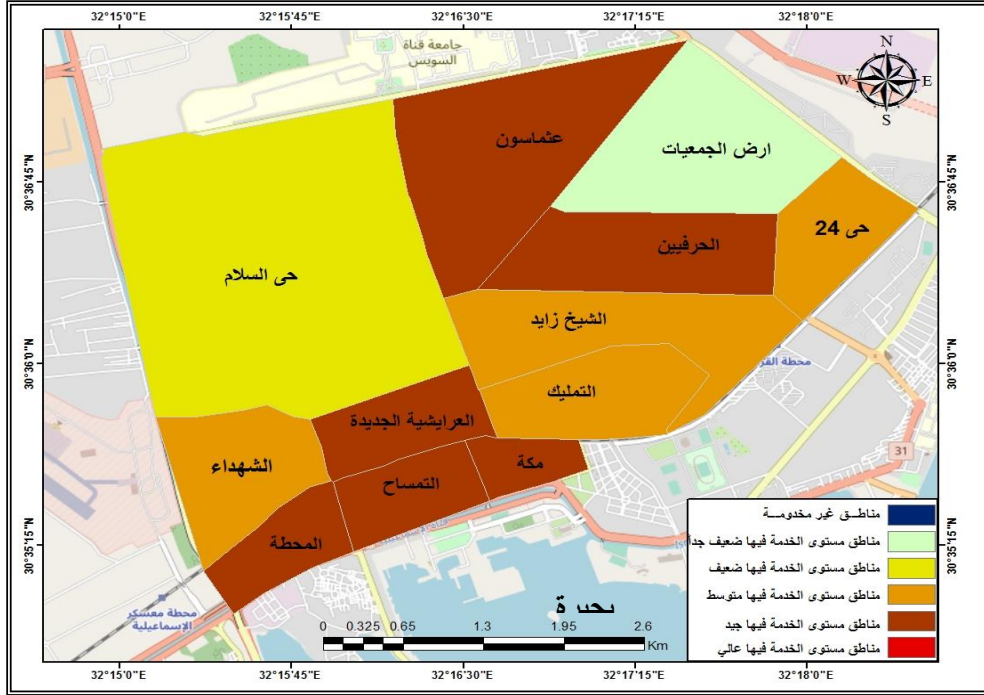 32°15'0"E 32°15'45"E 32°16'30"E 32°17'15"E 32°18'0"E
جامعة قناة
السويس
N
W E
S
عثماسون
ارض الجمعيات
30°36'45"N 30°36'45"N
حى 24
الحرفيين
حى السلام
الشيخ زايد
30°36'0"N 30°36'0"N
محطة القر
التمليك
العرايشية الجديدة
مكة
31
الشهداء
التمساح
المحطة
30°35'15"N 30°35'15"N
محطة معسكر
الإسماعيلية
بحيرة
0 0.325 0.65 1.3 1.95 2.6
Km
مناطق غير مخدومة
مناطق مستوى الخدمة فيها ضعيف جدا
مناطق مستوى الخدمة فيها ضعيف
مناطق مستوى الخدمة فيها متوسط
مناطق مستوى الخدمة فيها جيد
مناطق مستوى الخدمة فيها عالي
32°15'0"E 32°15'45"E 32°16'30"E 32°17'15"E 32°18'0"E